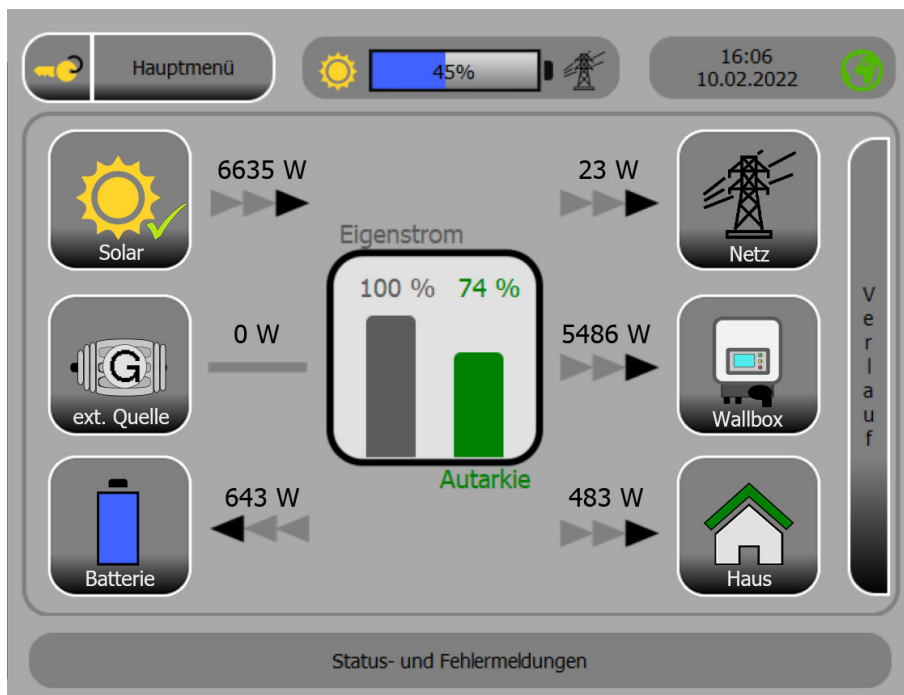 Hauptmenü
45%
16:06
10.02.2022
6635 W
23 W
Solar
Netz
Eigenstrom
100 % 74 %
0 W
5486 W
G
ext. Quelle
Wallbox
Autarkie
643 W
483 W
Batterie
Haus
Verlauf
Status- und Fehlermeldungen